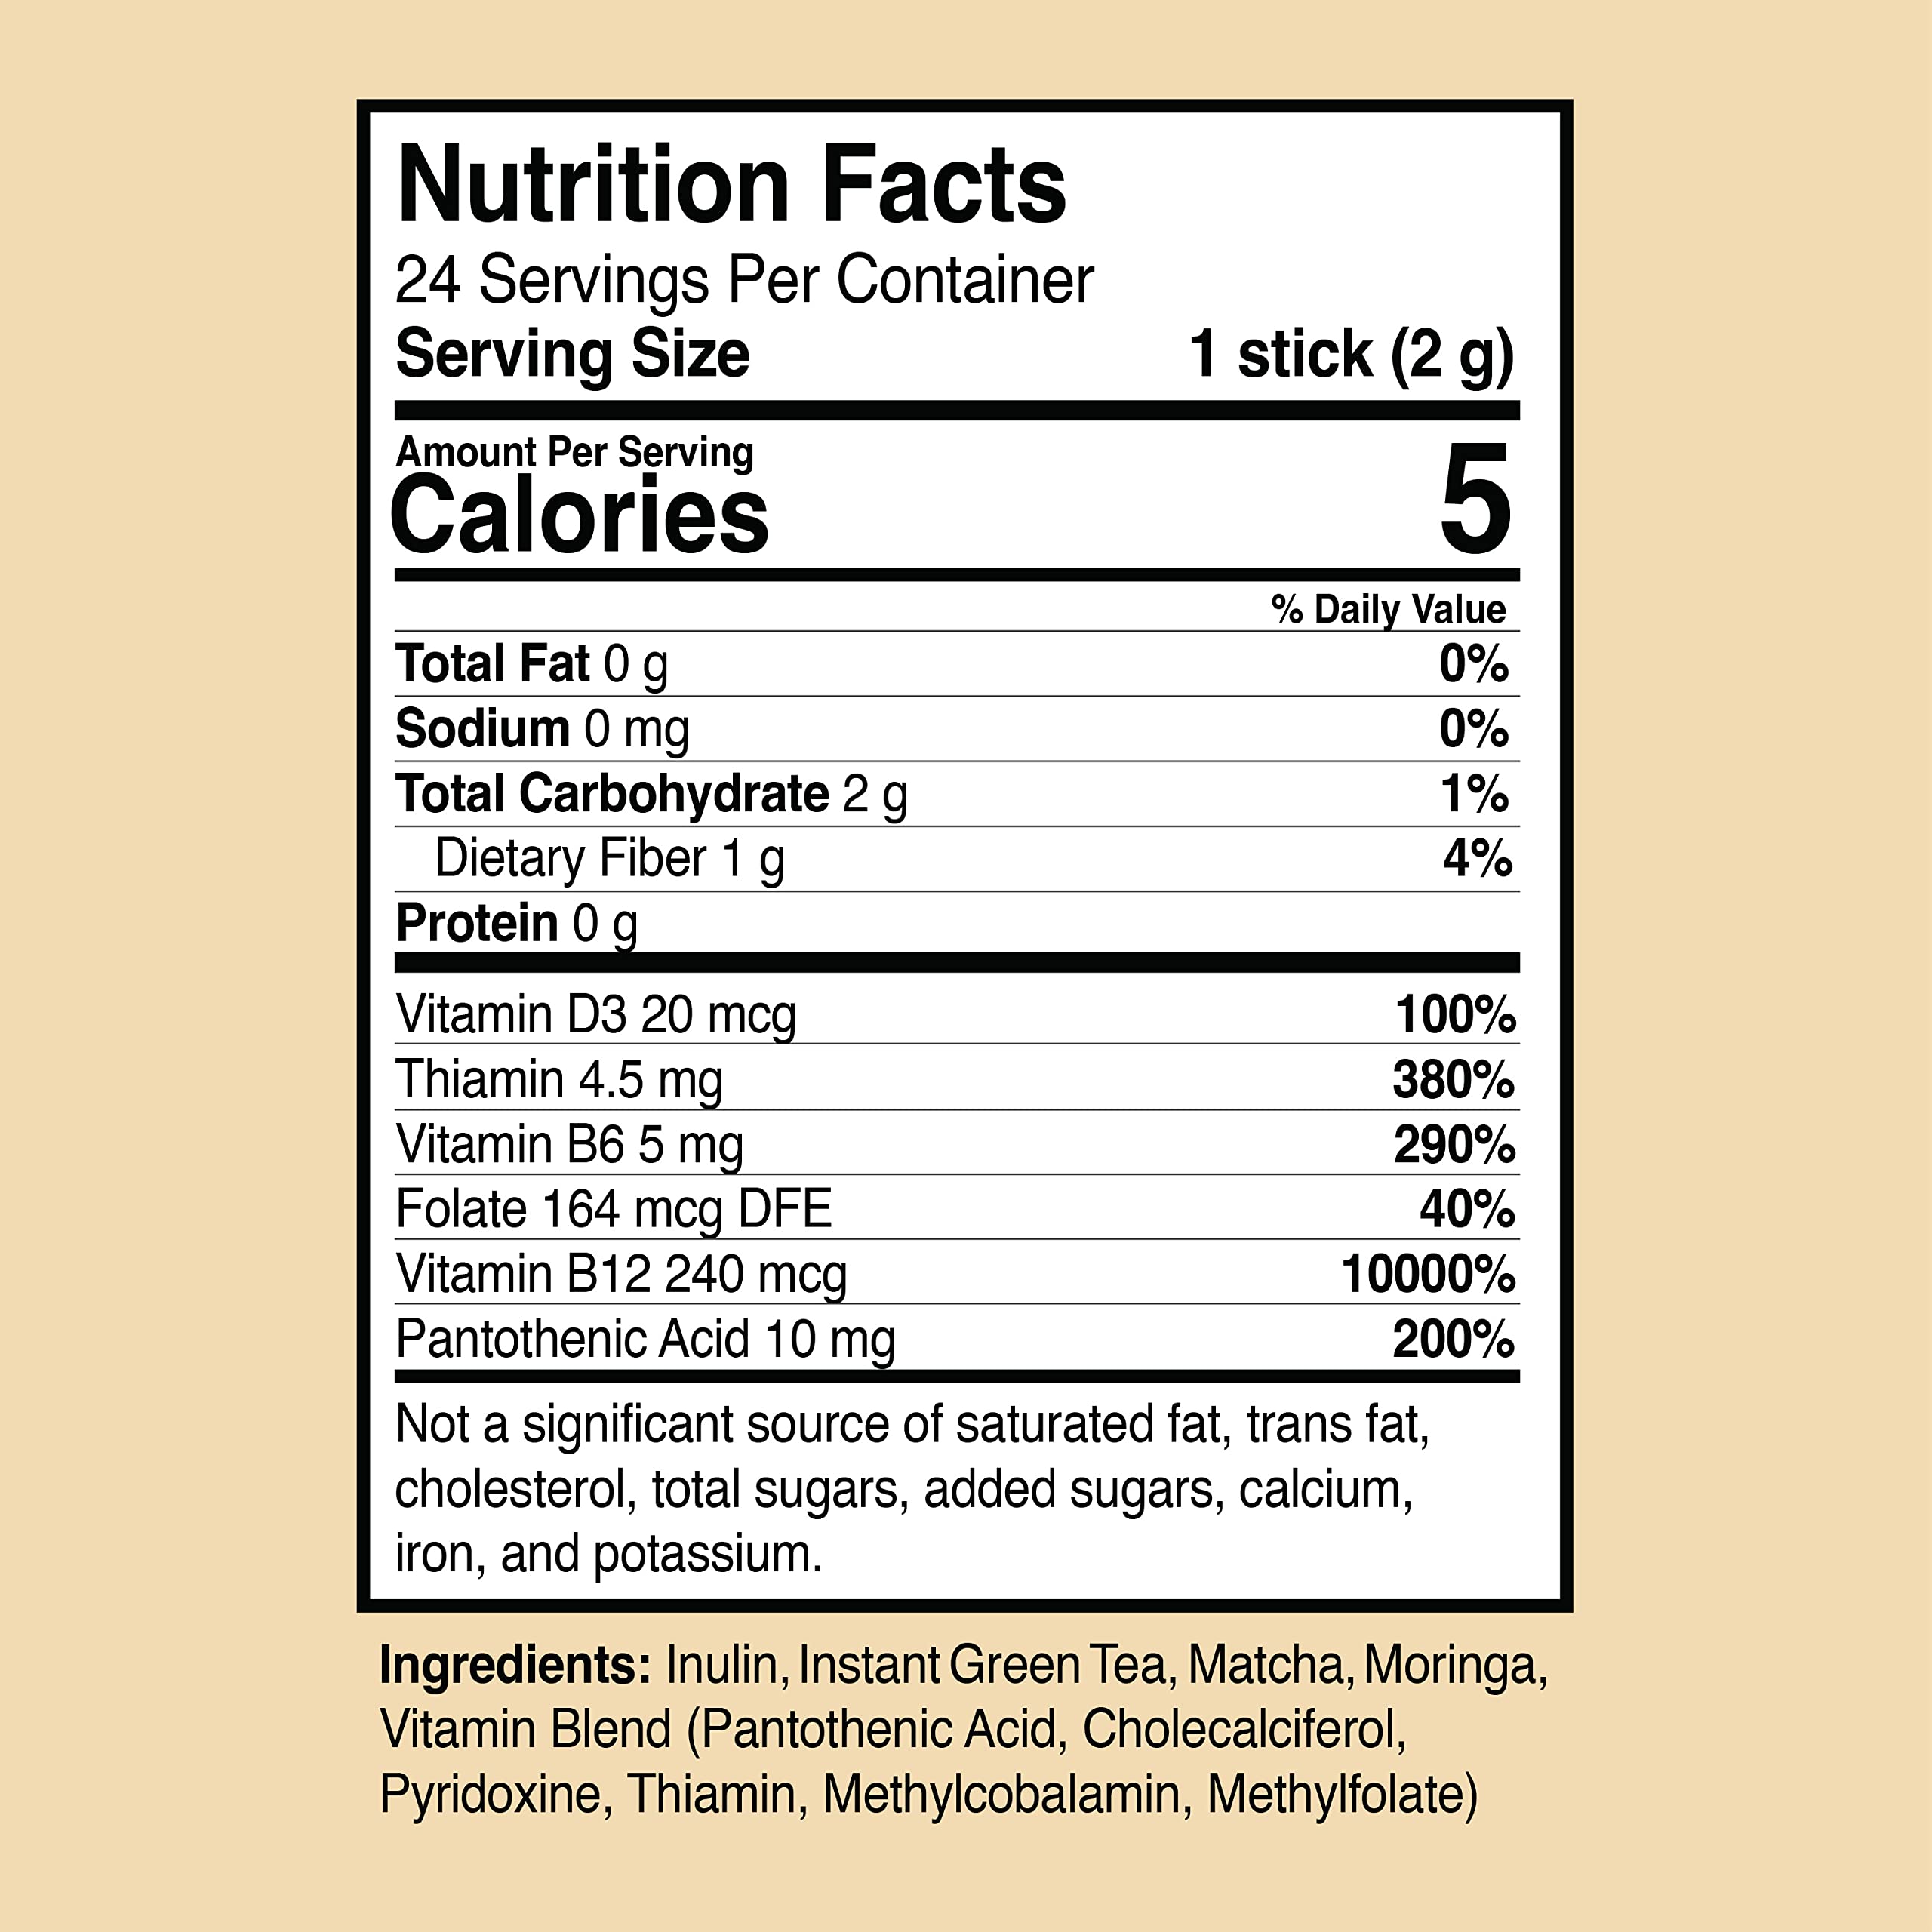 Nutrition Facts
24 Servings Per Container
Serving Size 1 stick (2 g)
Amount Per Serving
Calories 5
% Daily Value
Total Fat 0 g 0%
Sodium 0 mg 0%
Total Carbohydrate 2 g 1%
Dietary Fiber 1 g 4%
Protein 0 g
Vitamin D3 20 mcg 100%
Thiamin 4.5 mg 380%
Vitamin B6 5 mg 290%
Folate 164 mcg DFE 40%
Vitamin B12 240 mcg 10000%
Pantothenic Acid 10 mg 200%
Not a significant source of saturated fat, trans fat,
cholesterol, total sugars, added sugars, calcium,
iron, and potassium.
Ingredients: Inulin, Instant Green Tea, Matcha, Moringa,
Vitamin Blend (Pantothenic Acid, Cholecalciferol,
Pyridoxine, Thiamin, Methylcobalamin, Methylfolate)